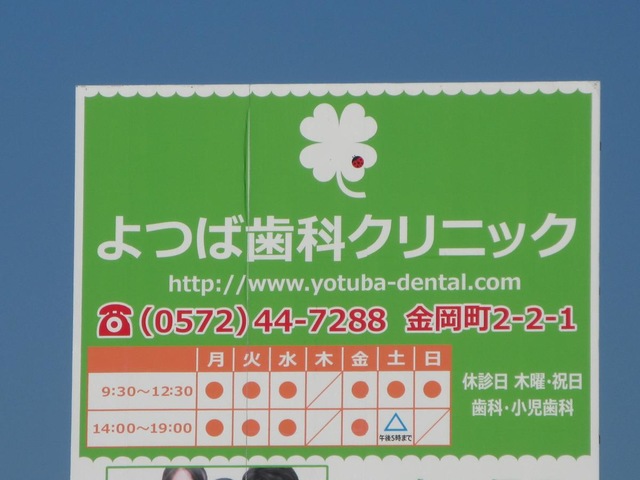 よつば歯科クリニック
http://www.yotuba-dental.com
☎(0572)44-7288 金岡町2-2-1
月 火 水 木 金 土 日
9:30～12:30 ● ● ● ／ ● ● ●
14:00～19:00 ● ● ● ／ ● △ ／
午後5時まで
休診日 木曜・祝日
歯科・小児歯科